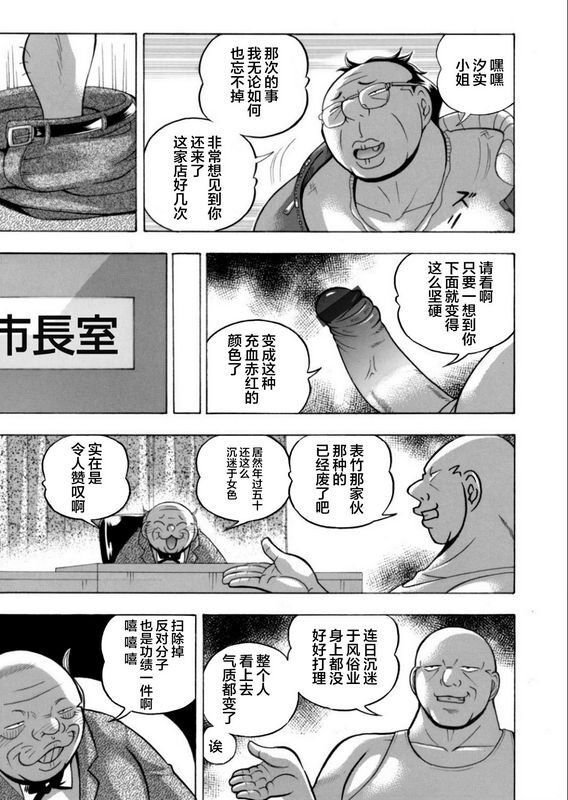 嘿嘿
汐实
小姐
那次的事
我无论如何
也忘不掉
非常想见到你
还来了
这家店好几次
ズ
请看啊
只要一想到你
下面就变得
这么坚硬
变成这种
充血赤红的
颜色了
市長室
表竹那家伙
那种的
已经废了吧
居然年过五十
还这么
沉迷于女色
实在是
令人赞叹啊
连日沉迷
于风俗业
身上都没
好好打理
整个人
看上去
气质都变了
诶
扫除掉
反对分子
也是功绩一件啊
嘻嘻嘻